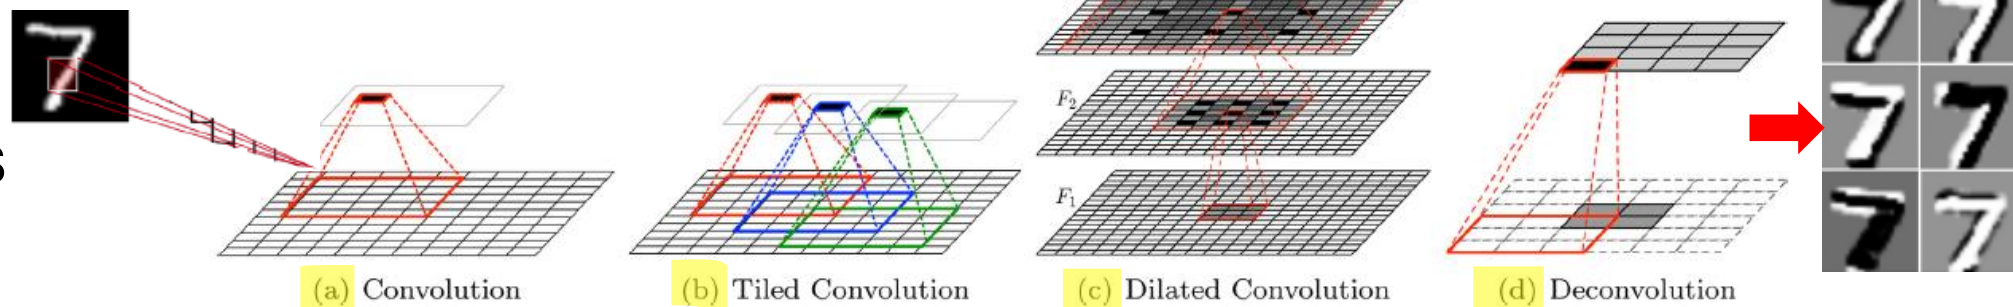 s
F₂
F₁
(a) Convolution
(b) Tiled Convolution
(c) Dilated Convolution
(d) Deconvolution